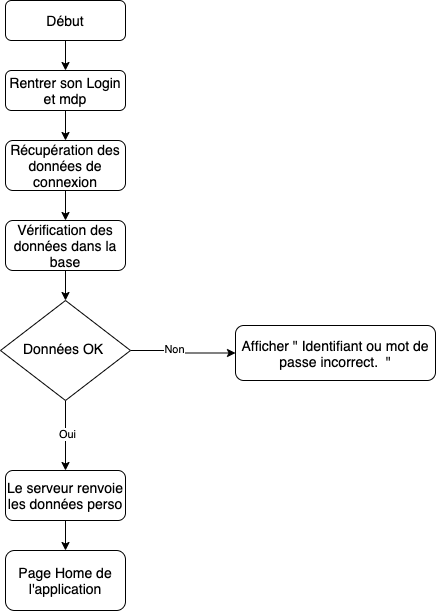 Début
Rentrer son Login
et mdp
Récupération des
données de
connexion
Vérification des
données dans la
base
Données OK
Non
Afficher " Identifiant ou mot de
passe incorrect.  "
Oui
Le serveur renvoie
les données perso
Page Home de
l'application